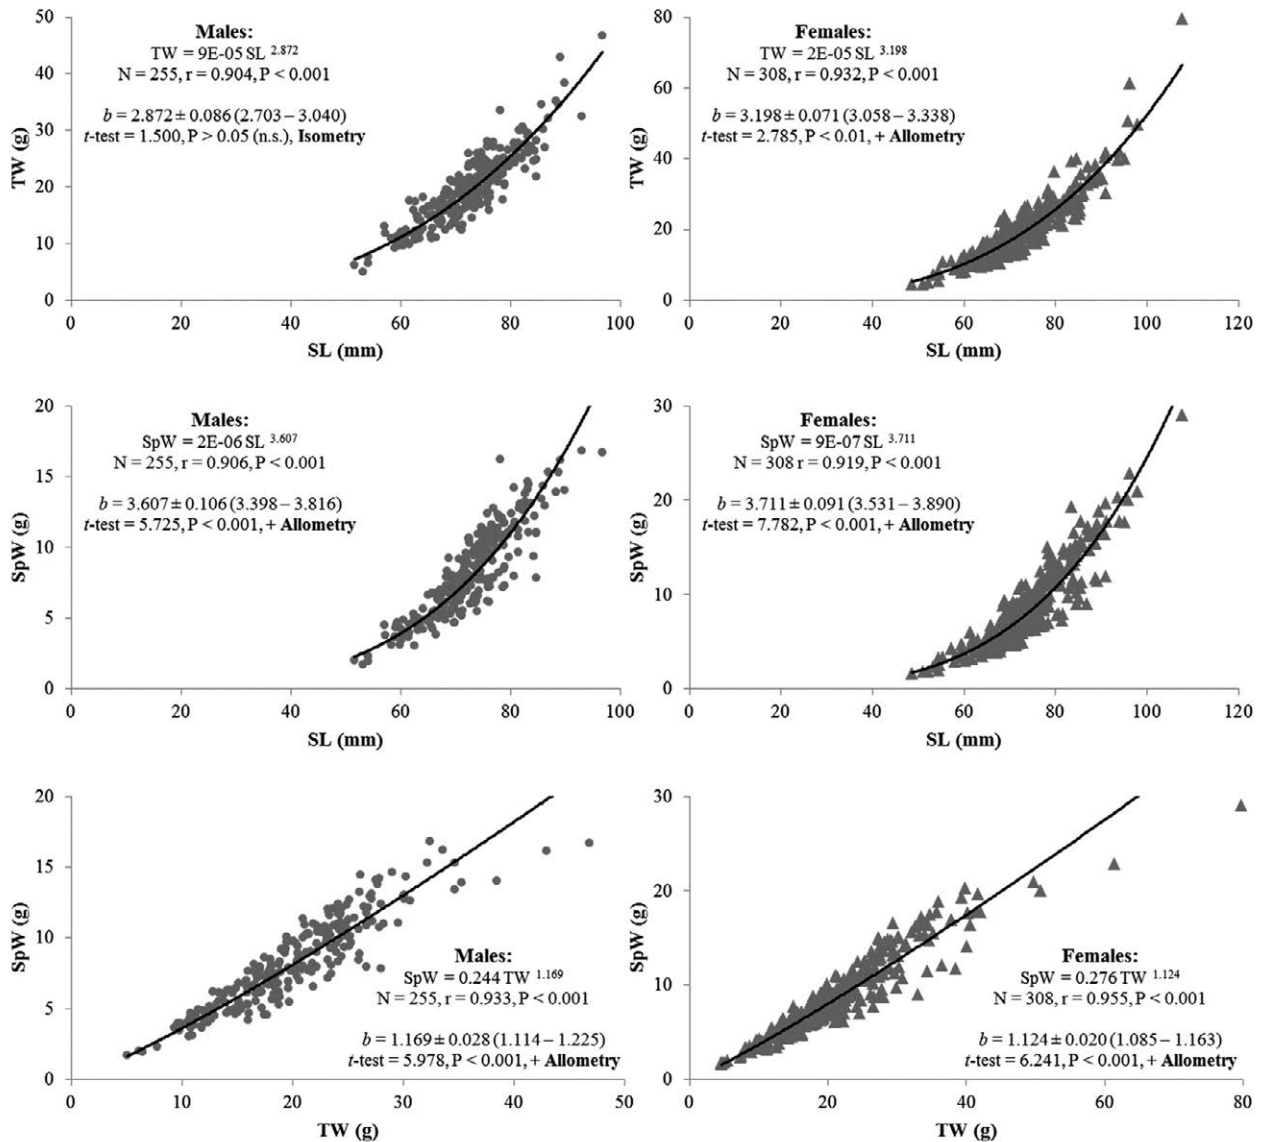 Males:
TW = 9E-05 SL 2.872
N = 255, r = 0.904, P < 0.001
b = 2.872 ± 0.086 (2.703 – 3.040)
t-test = 1.500, P > 0.05 (n.s.), Isometry
TW (g)
50
40
30
20
10
0
0 20 40 60 80 100
SL (mm)
Females:
TW = 2E-05 SL 3.198
N = 308, r = 0.932, P < 0.001
b = 3.198 ± 0.071 (3.058 – 3.338)
t-test = 2.785, P < 0.01, + Allometry
TW (g)
80
60
40
20
0
0 20 40 60 80 100 120
SL (mm)
Males:
SpW = 2E-06 SL 3.607
N = 255, r = 0.906, P < 0.001
b = 3.607 ± 0.106 (3.398 – 3.816)
t-test = 5.725, P < 0.001, + Allometry
SpW (g)
20
15
10
5
0
0 20 40 60 80 100
SL (mm)
Females:
SpW = 9E-07 SL 3.711
N = 308 r = 0.919, P < 0.001
b = 3.711 ± 0.091 (3.531 – 3.890)
t-test = 7.782, P < 0.001, + Allometry
SpW (g)
30
20
10
0
0 20 40 60 80 100 120
SL (mm)
Males:
SpW = 0.244 TW 1.169
N = 255, r = 0.933, P < 0.001
b = 1.169 ± 0.028 (1.114 – 1.225)
t-test = 5.978, P < 0.001, + Allometry
SpW (g)
20
15
10
5
0
0 10 20 30 40 50
TW (g)
Females:
SpW = 0.276 TW 1.124
N = 308, r = 0.955, P < 0.001
b = 1.124 ± 0.020 (1.085 – 1.163)
t-test = 6.241, P < 0.001, + Allometry
SpW (g)
30
20
10
0
0 20 40 60 80
TW (g)